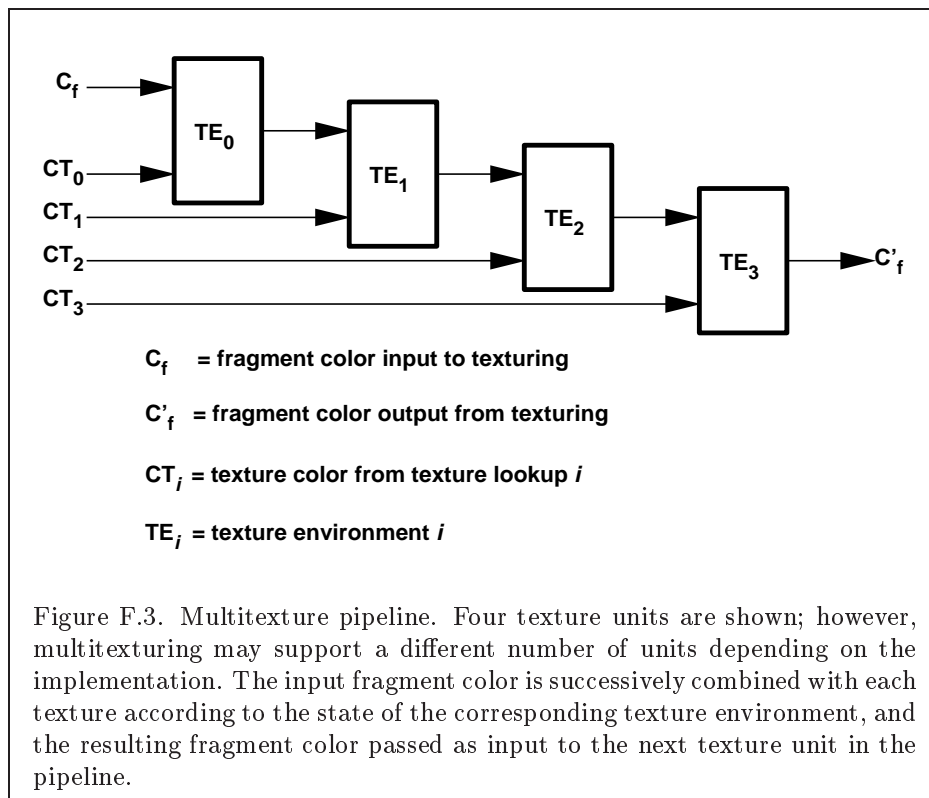 C_f
TE_0
CT_0
TE_1
CT_1
TE_2
CT_2
TE_3
C'_f
CT_3
C_f = fragment color input to texturing
C'_f = fragment color output from texturing
CT_i = texture color from texture lookup i
TE_i = texture environment i
Figure F.3. Multitexture pipeline. Four texture units are shown; however,
multitexturing may support a different number of units depending on the
implementation. The input fragment color is successively combined with each
texture according to the state of the corresponding texture environment, and
the resulting fragment color passed as input to the next texture unit in the
pipeline.